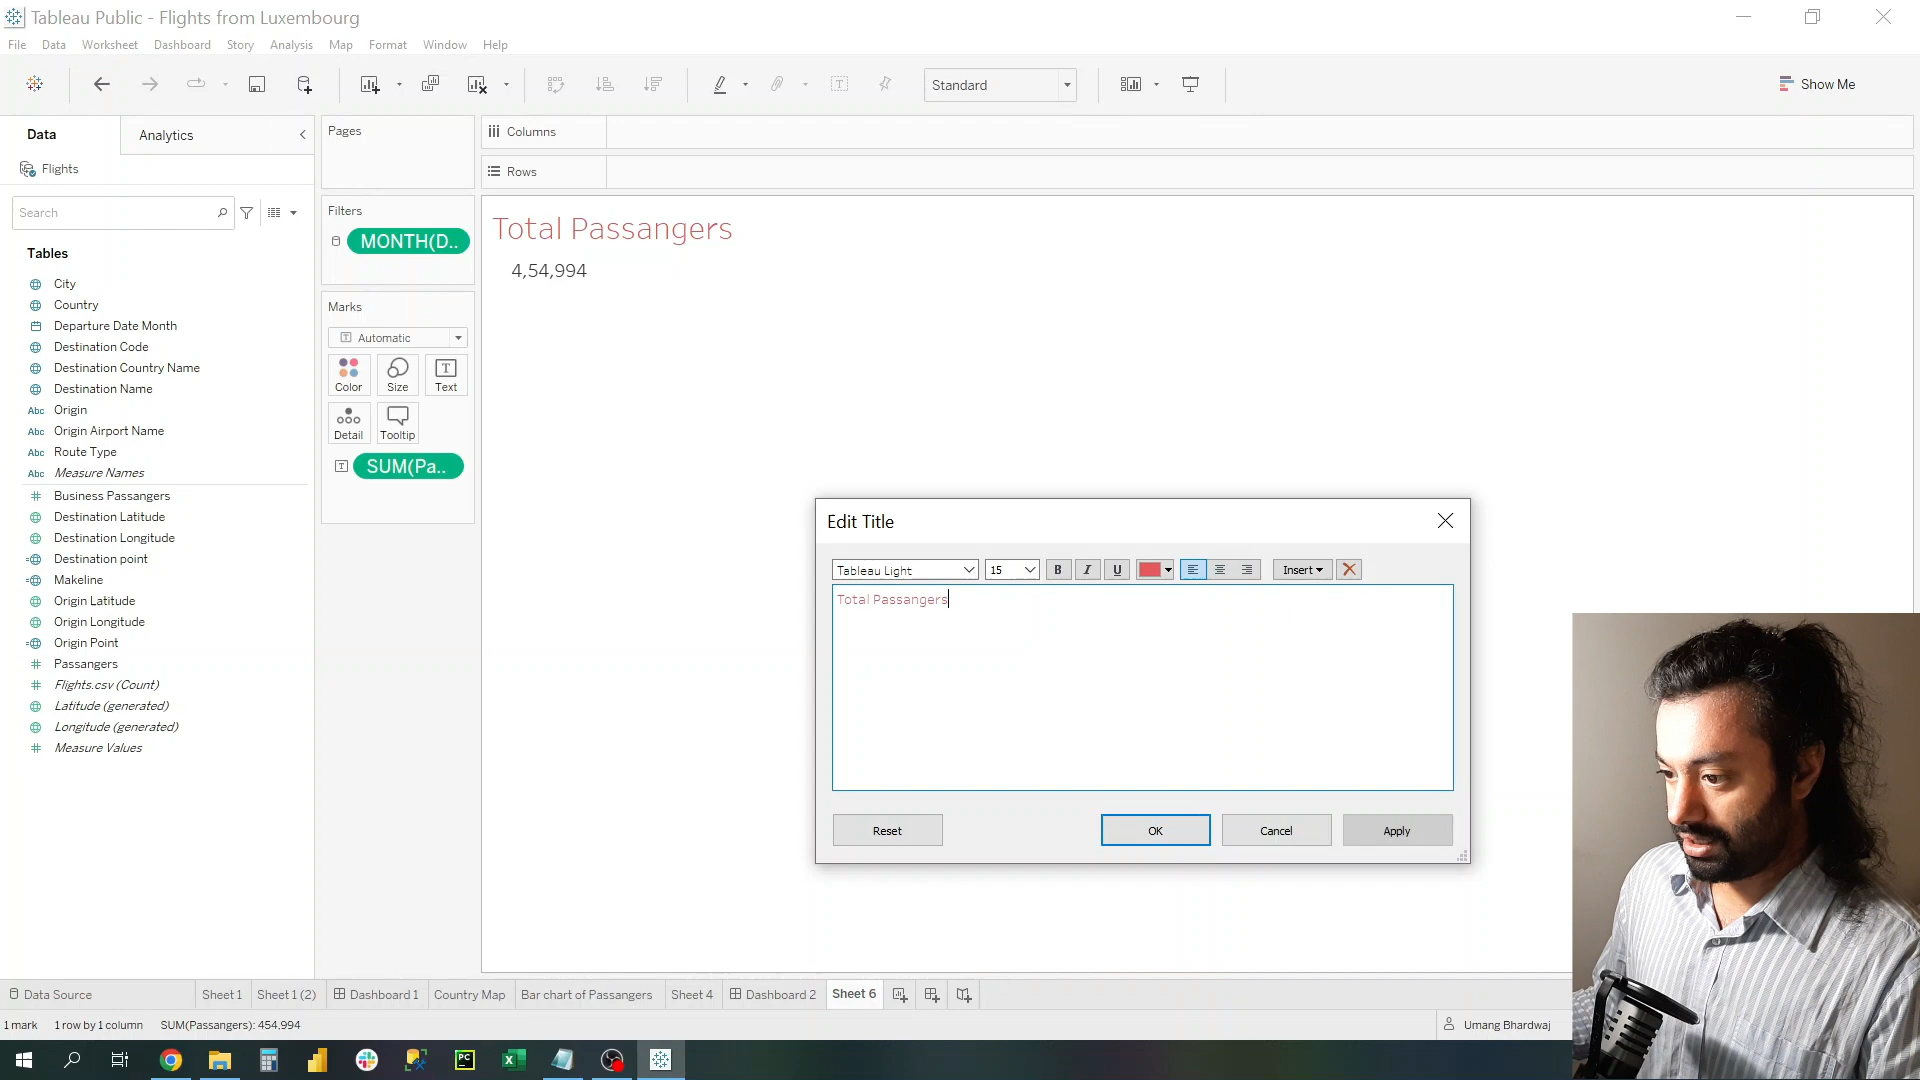 Tableau Public - Flights from Luxembourg
File Data Worksheet Dashboard Story Analysis Map Format Window Help
Standard
Show Me
Data
Analytics
Flights
Search
Tables
City
Country
Departure Date Month
Destination Code
Destination Country Name
Destination Name
Abc Origin
Abc Origin Airport Name
Abc Route Type
Abc Measure Names
Business Passangers
Destination Latitude
Destination Longitude
Destination point
Makeline
Origin Latitude
Origin Longitude
Origin Point
Passangers
Flights.csv (Count)
Latitude (generated)
Longitude (generated)
Measure Values
Pages
Filters
MONTH(D..
Marks
Automatic
Color Size Text
Detail Tooltip
SUM(Pa..
Columns
Rows
Total Passangers
4,54,994
Edit Title
Tableau Light 15 B I U Insert
Total Passangers
Reset OK Cancel Apply
Data Source Sheet 1 Sheet 1 (2) Dashboard 1 Country Map Bar chart of Passangers Sheet 4 Dashboard 2 Sheet 6
1 mark 1 row by 1 column SUM(Passangers): 454,994
Umang Bhardwaj
PC